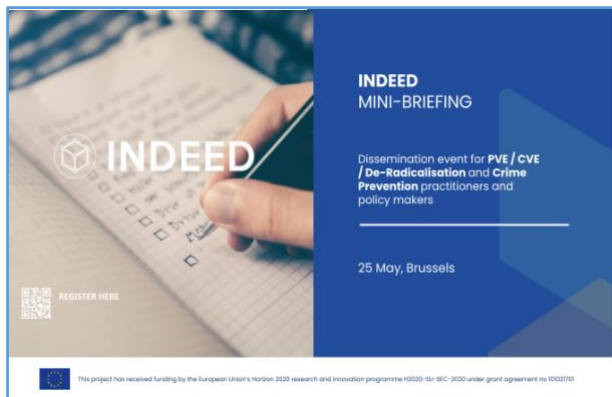 INDEED
REGISTER HERE
INDEED
MINI-BRIEFING
Dissemination event for PVE / CVE
/ De-Radicalisation and Crime
Prevention practitioners and
policy makers
25 May, Brussels
This project has received funding by the European Union's Horizon 2020 research and innovation programme H2020-SU-SEC-2020 under grant agreement no 101021701